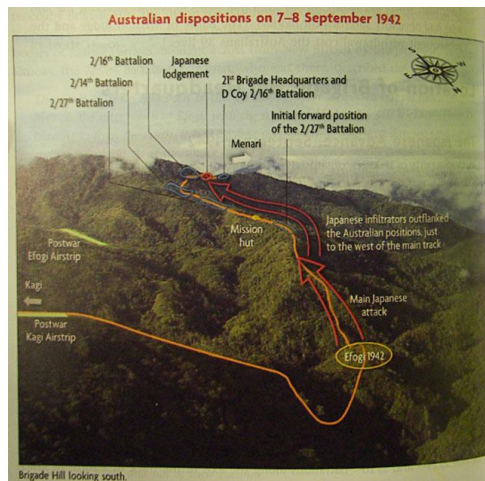 Australian dispositions on 7–8 September 1942
2/16th Battalion
2/14th Battalion
2/27th Battalion
Japanese
lodgement
21st Brigade Headquarters and
D Coy 2/16th Battalion
Initial forward position
of the 2/27th Battalion
Menari
Japanese infiltrators outflanked
the Australian positions, just
to the west of the main track
Mission
hut
Postwar
Efogi Airstrip
Kagi
Postwar
Kagi Airstrip
Main Japanese
attack
Efogi 1942
Brigade Hill looking south.